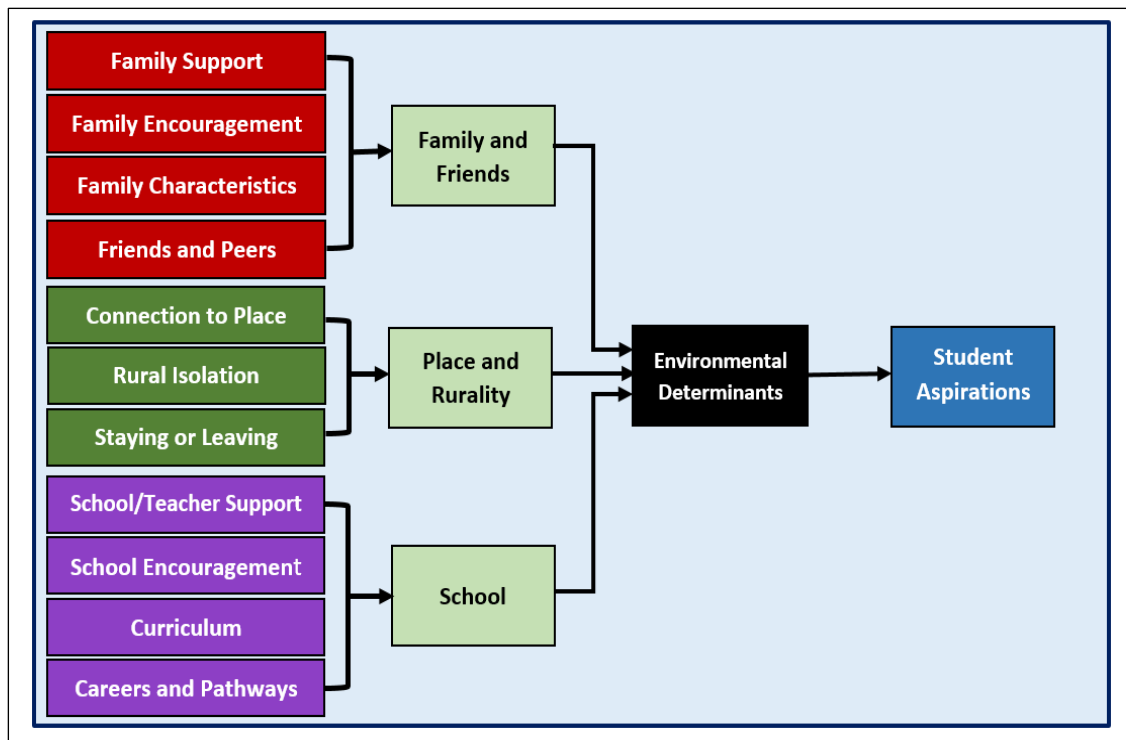 Family Support
Family Encouragement
Family Characteristics
Friends and Peers
Connection to Place
Rural Isolation
Staying or Leaving
School/Teacher Support
School Encouragement
Curriculum
Careers and Pathways
Family and
Friends
Place and
Rurality
School
Environmental
Determinants
Student
Aspirations